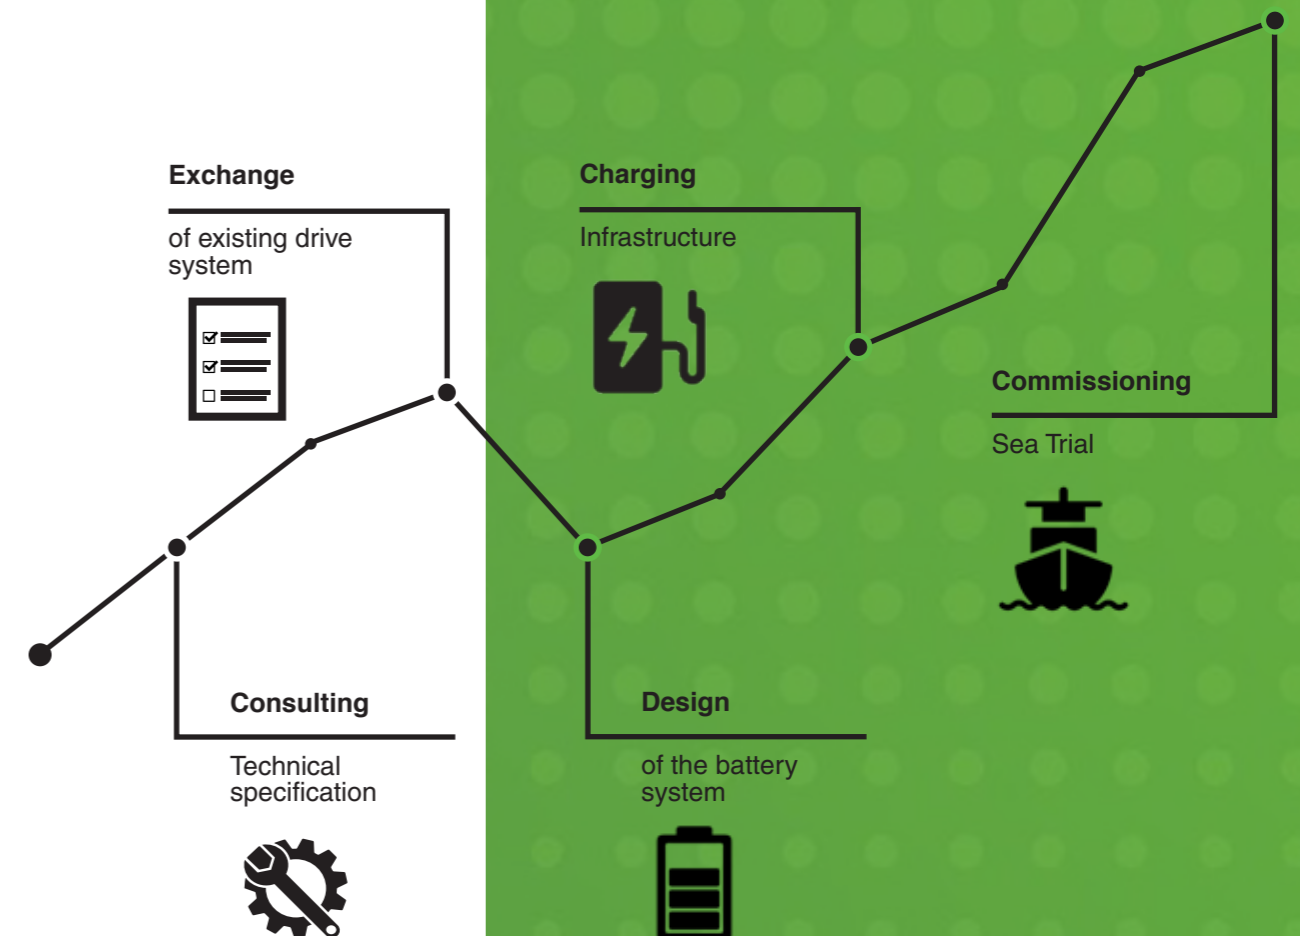 Exchange
of existing drive
system
Charging
Infrastructure
Commissioning
Sea Trial
Consulting
Technical
specification
Design
of the battery
system